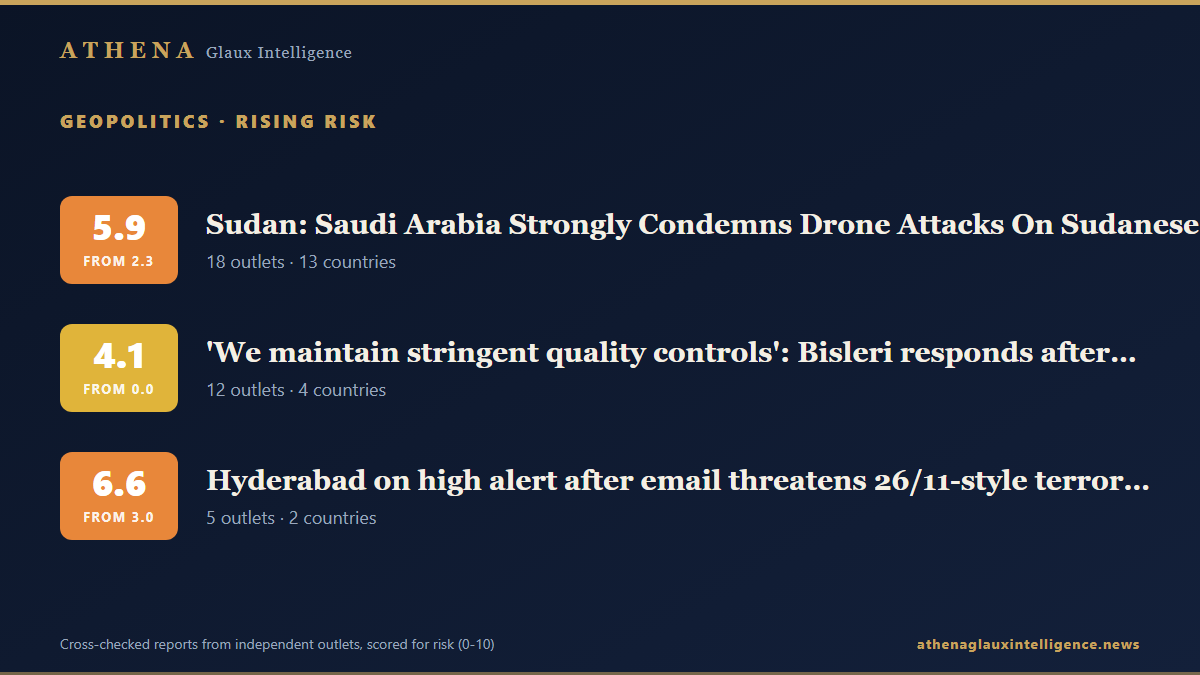 ATHENA Glaux Intelligence
GEOPOLITICS · RISING RISK
5.9
FROM 2.3
Sudan: Saudi Arabia Strongly Condemns Drone Attacks On Sudanese
18 outlets · 13 countries
4.1
FROM 0.0
'We maintain stringent quality controls': Bisleri responds after...
12 outlets · 4 countries
6.6
FROM 3.0
Hyderabad on high alert after email threatens 26/11-style terror...
5 outlets · 2 countries
Cross-checked reports from independent outlets, scored for risk (0-10)
athenaglauxintelligence.news